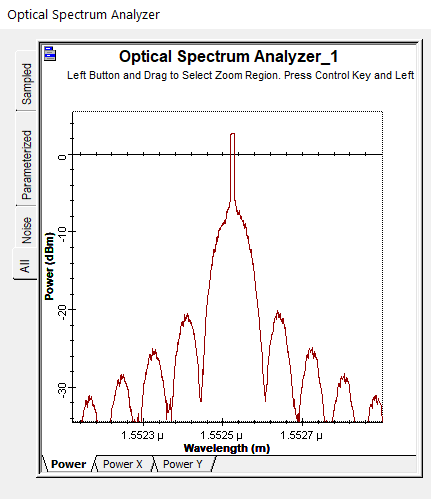 Optical Spectrum Analyzer
Optical Spectrum Analyzer_1
Left Button and Drag to Select Zoom Region. Press Control Key and Left
Sampled
Parameterized
Noise
All
Power (dBm)
0
-10
-20
-30
1.5523 µ
1.5525 µ
1.5527 µ
Wavelength (m)
Power
Power X
Power Y